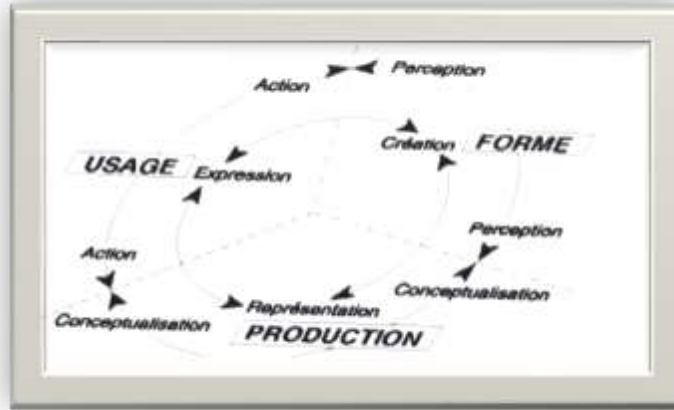 Perception
Action
Création FORME
USAGE Expression
Perception
Action
Conceptualisation
Représentation
Conceptualisation
PRODUCTION